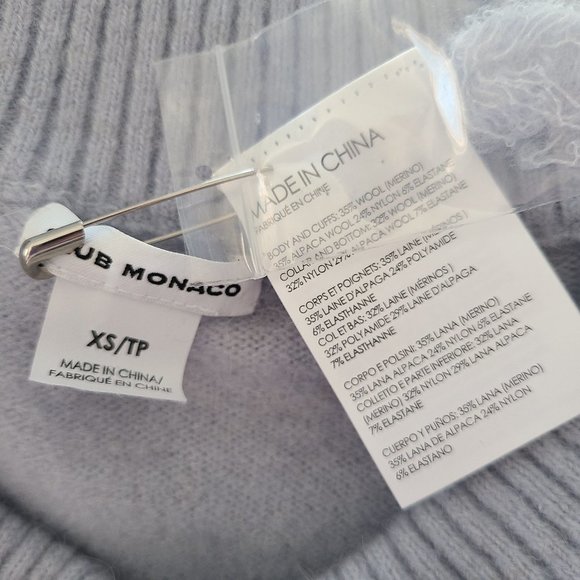 UB MONACO
XS/TP
MADE IN CHINA/
FABRIQUÉ EN CHINE
MADE IN CHINA
FABRIQUÉ EN CHINE
BODY AND CUFFS: 35% WOOL (MERINO)
35% ALPACA WOOL 24% NYLON 6% ELASTANE
COLLAR AND BOTTOM: 32% WOOL (MERINO)
32% NYLON 29% ALPACA WOOL 7% ELASTANE
CORPS ET POIGNETS: 35% LAINE (MÉRINOS )
35% LAINE D'ALPAGA 24% POLYAMIDE
6% ELASTHANNE
COL ET BAS: 32% LAINE (MÉRINOS )
32% POLYAMIDE 29% LAINE D'ALPAGA
7% ÉLASTHANNE
CORPO E POLSINI: 35% LANA (MERINO)
35% LANA ALPACA 24% NYLON 6% ELASTANE
COLLETTO E PARTE INFERIORE: 32% LANA
(MERINO) 32% NYLON 29% LANA ALPACA
7% ELASTANE
CUERPO Y PUÑOS: 35% LANA (MERINO)
35% LANA DE ALPACA 24% NYLON
6% ELASTANO